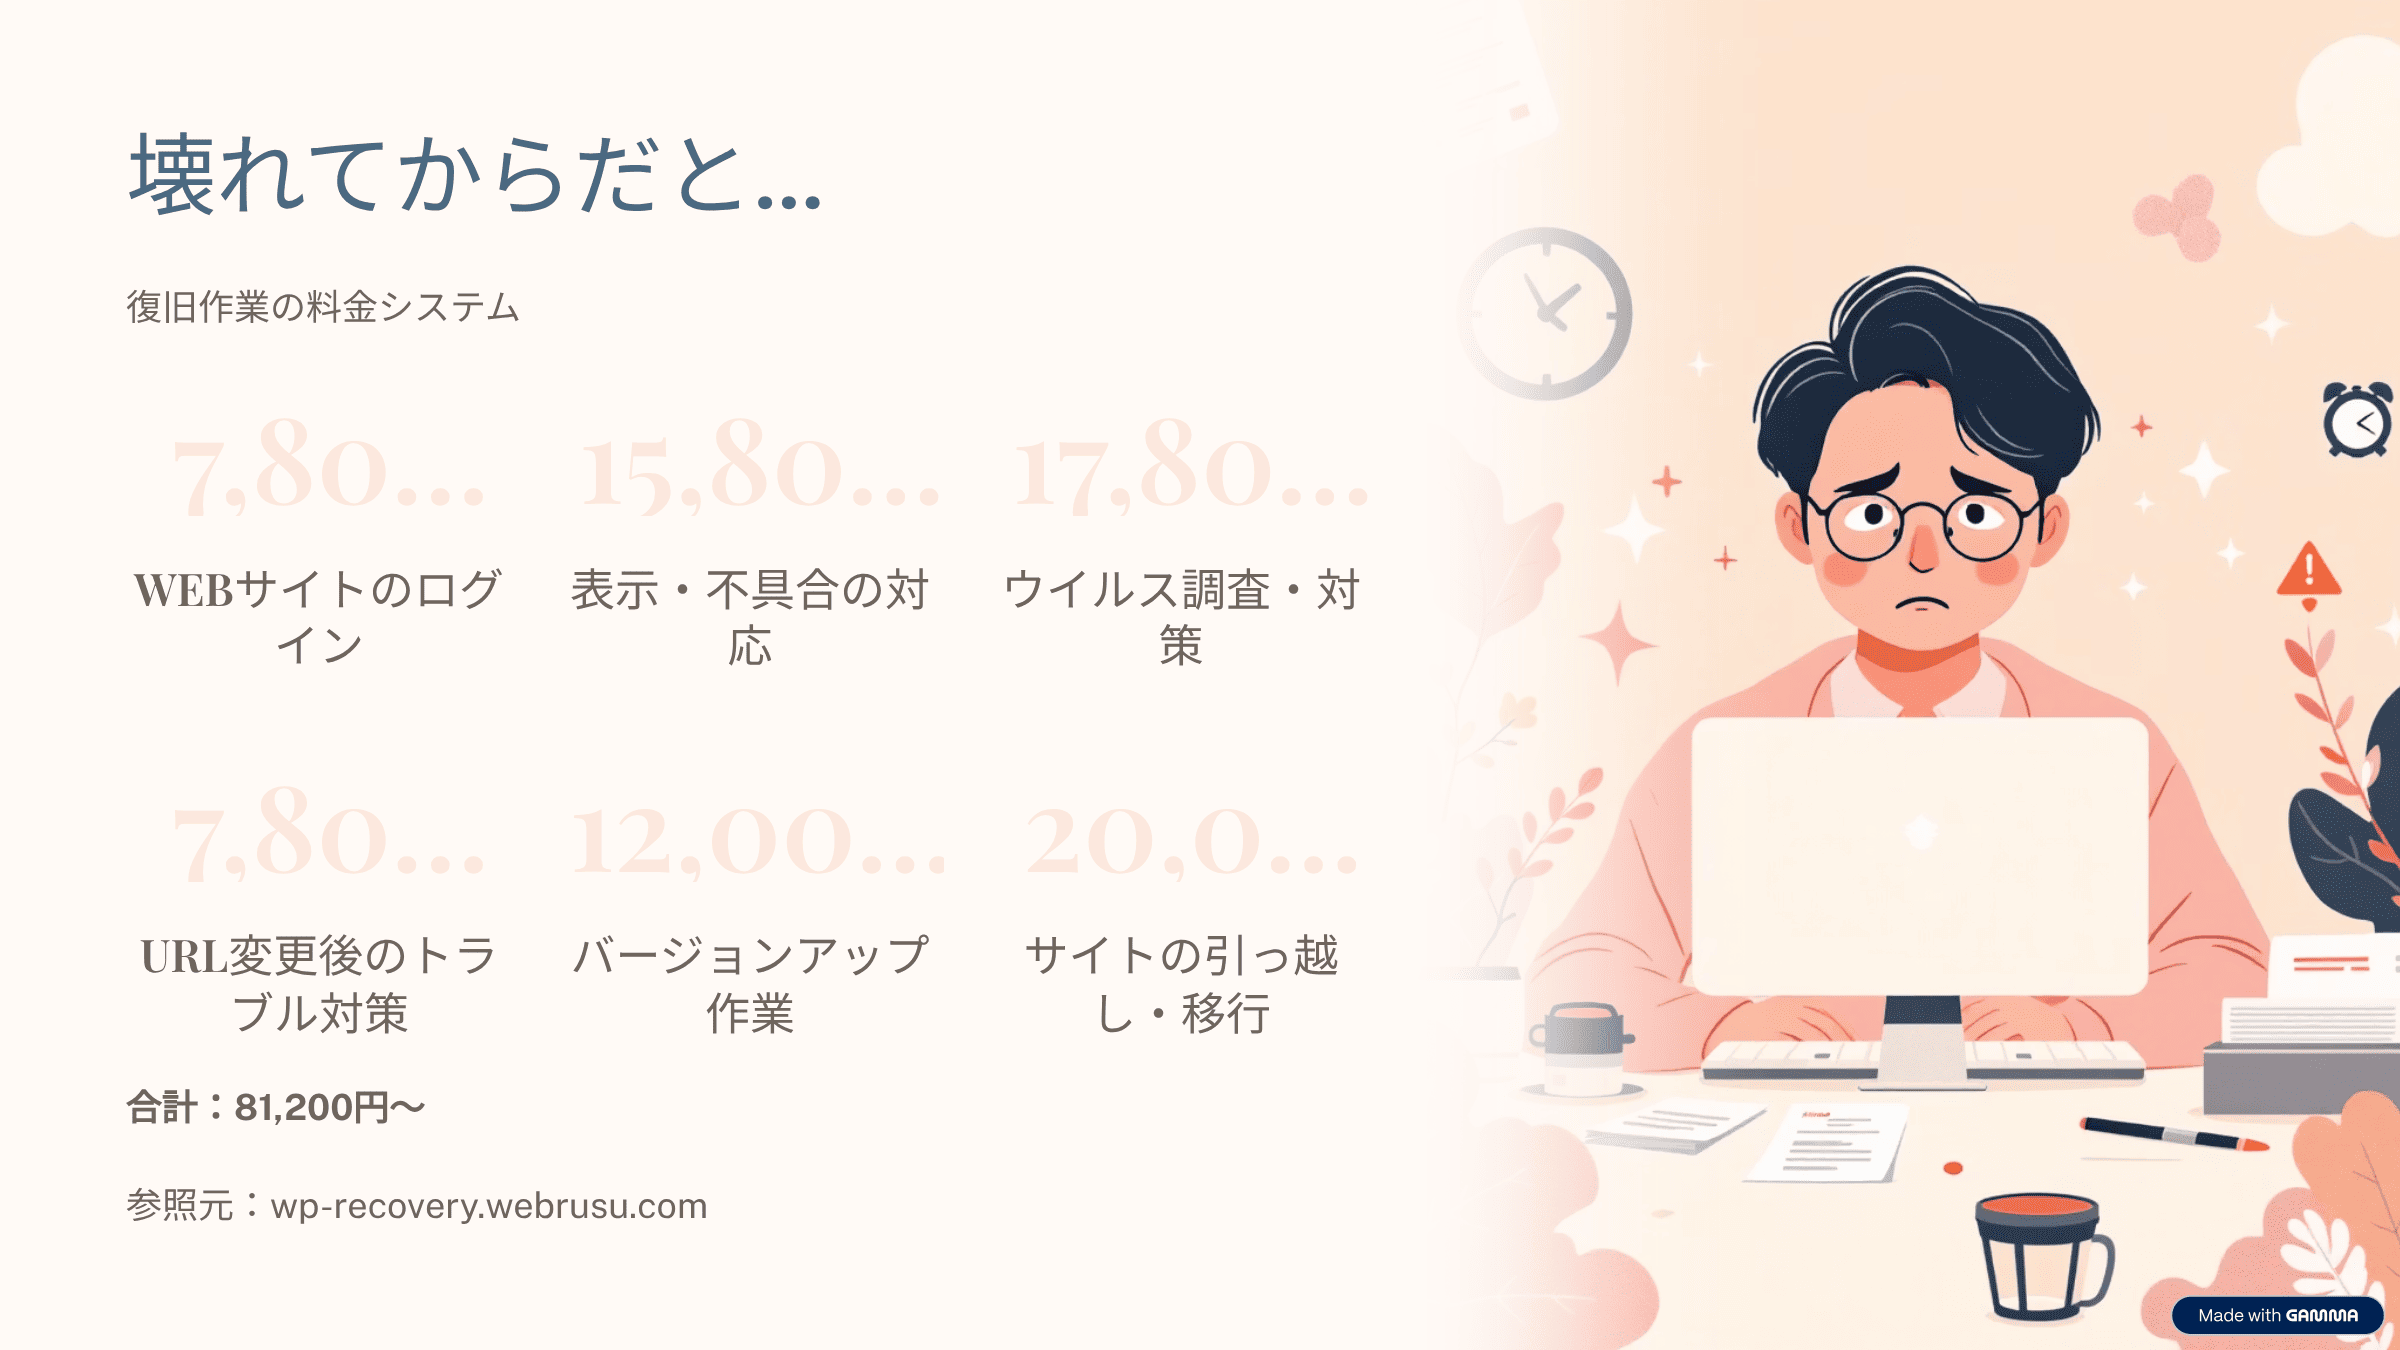 壊れてからだと...
復旧作業の料金システム
7,80... 15,80... 17,80...
WEBサイトのログ 表示・不具合の対 ウイルス調査・対
イン 応 策
7,80... 12,00... 20,0...
URL変更後のトラ バージョンアップ サイトの引っ越
ブル対策 作業 し・移行
合計：81,200円〜
参照元：wp-recovery.webrusu.com
Made with GAMMA